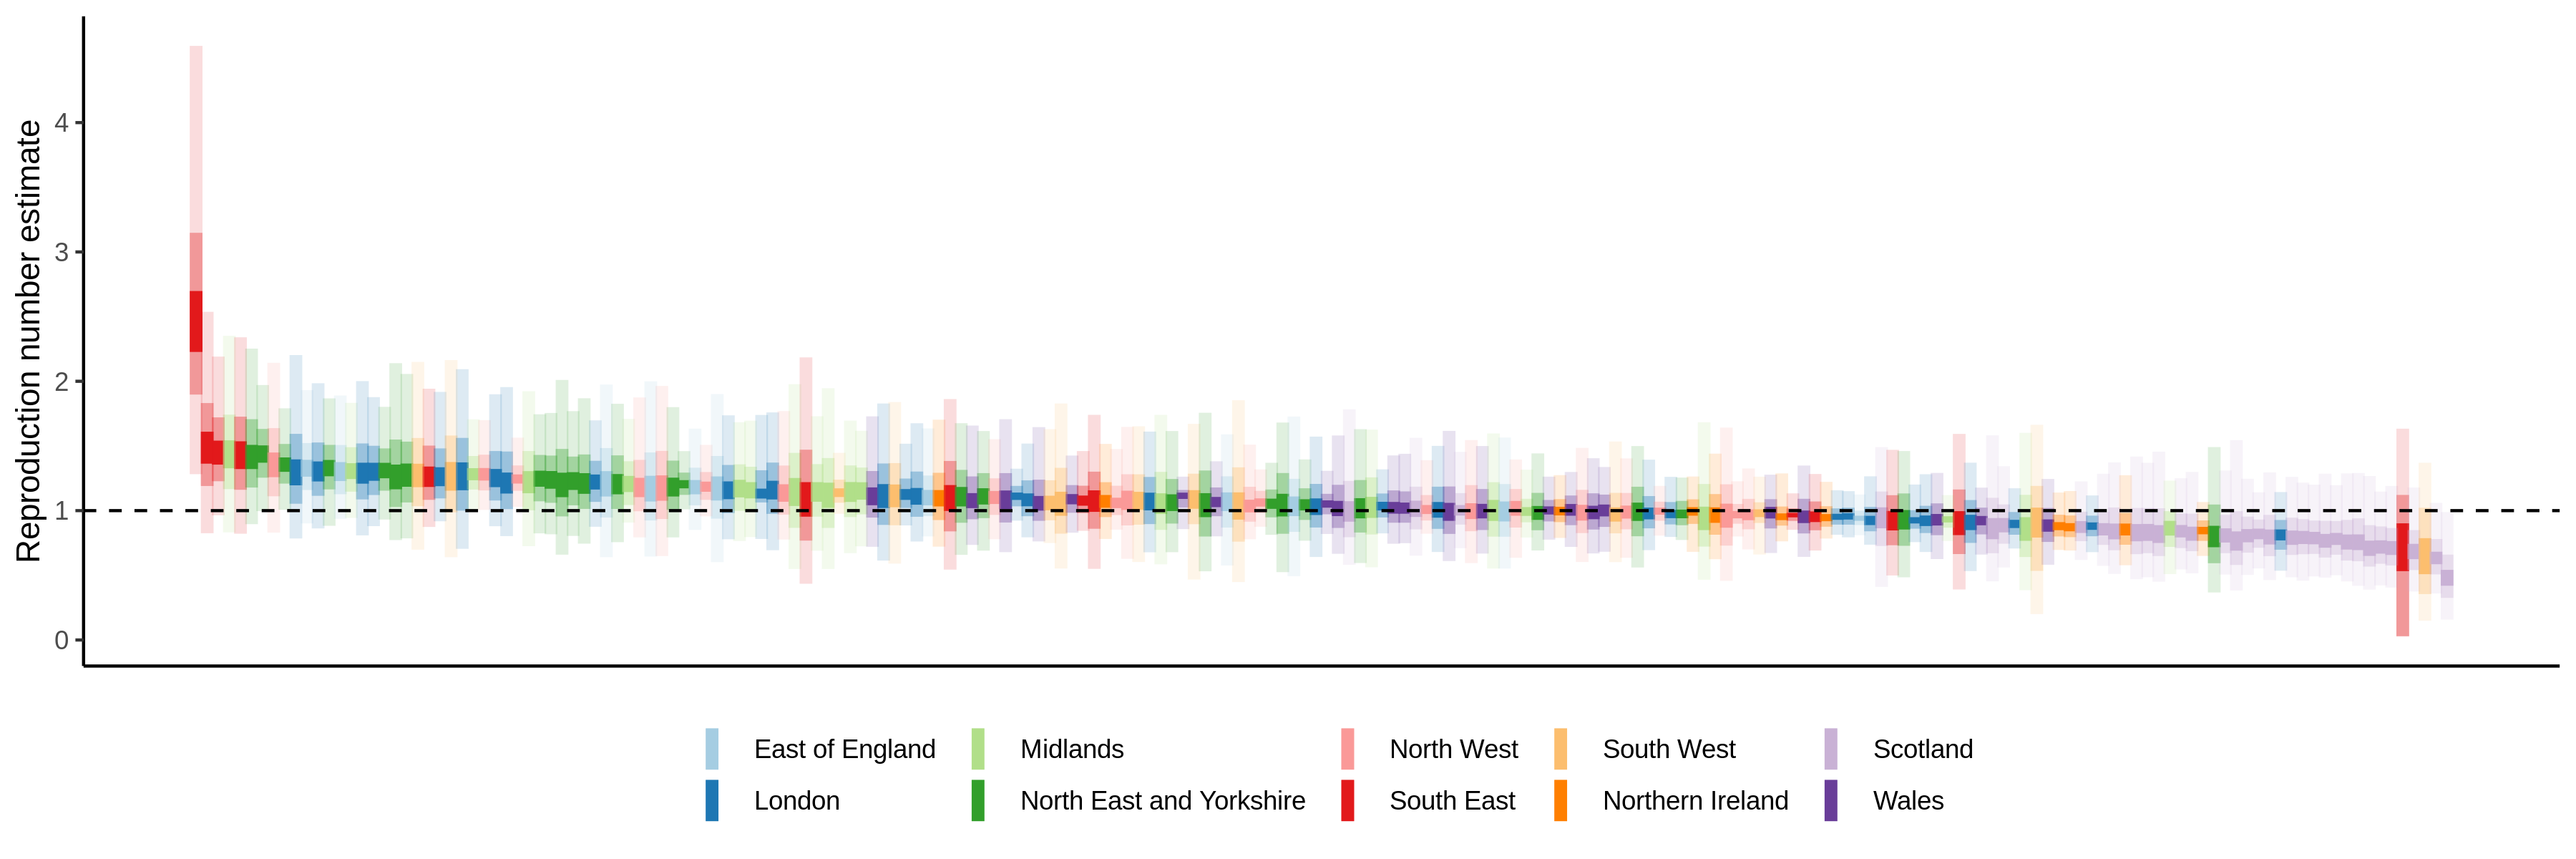 Reproduction number estimate
4
3
2
1
0
East of England Midlands North West South West Scotland
London North East and Yorkshire South East Northern Ireland Wales